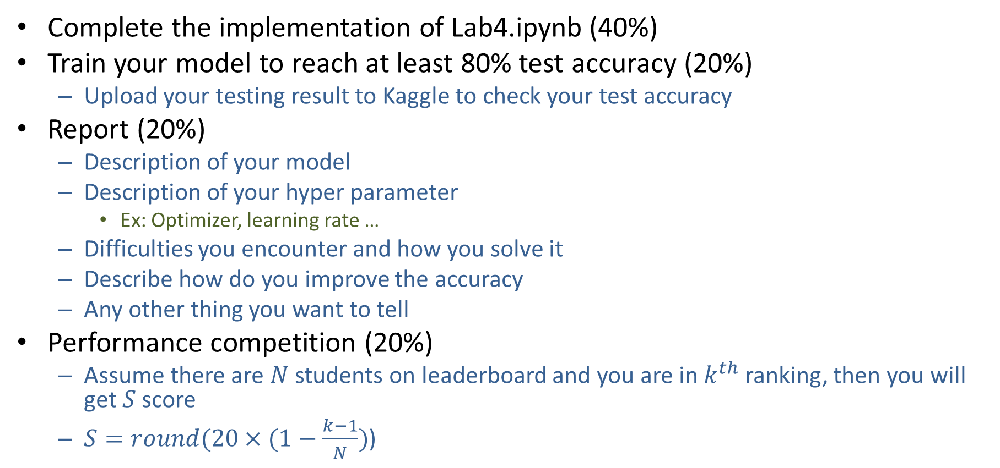 • Complete the implementation of Lab4.ipynb (40%)
• Train your model to reach at least 80% test accuracy (20%)
– Upload your testing result to Kaggle to check your test accuracy
• Report (20%)
– Description of your model
– Description of your hyper parameter
• Ex: Optimizer, learning rate ...
– Difficulties you encounter and how you solve it
– Describe how do you improve the accuracy
– Any other thing you want to tell
• Performance competition (20%)
– Assume there are N students on leaderboard and you are in k^{th} ranking, then you will
get S score
– S = round(20 × (1 − \frac{k−1}{N}))